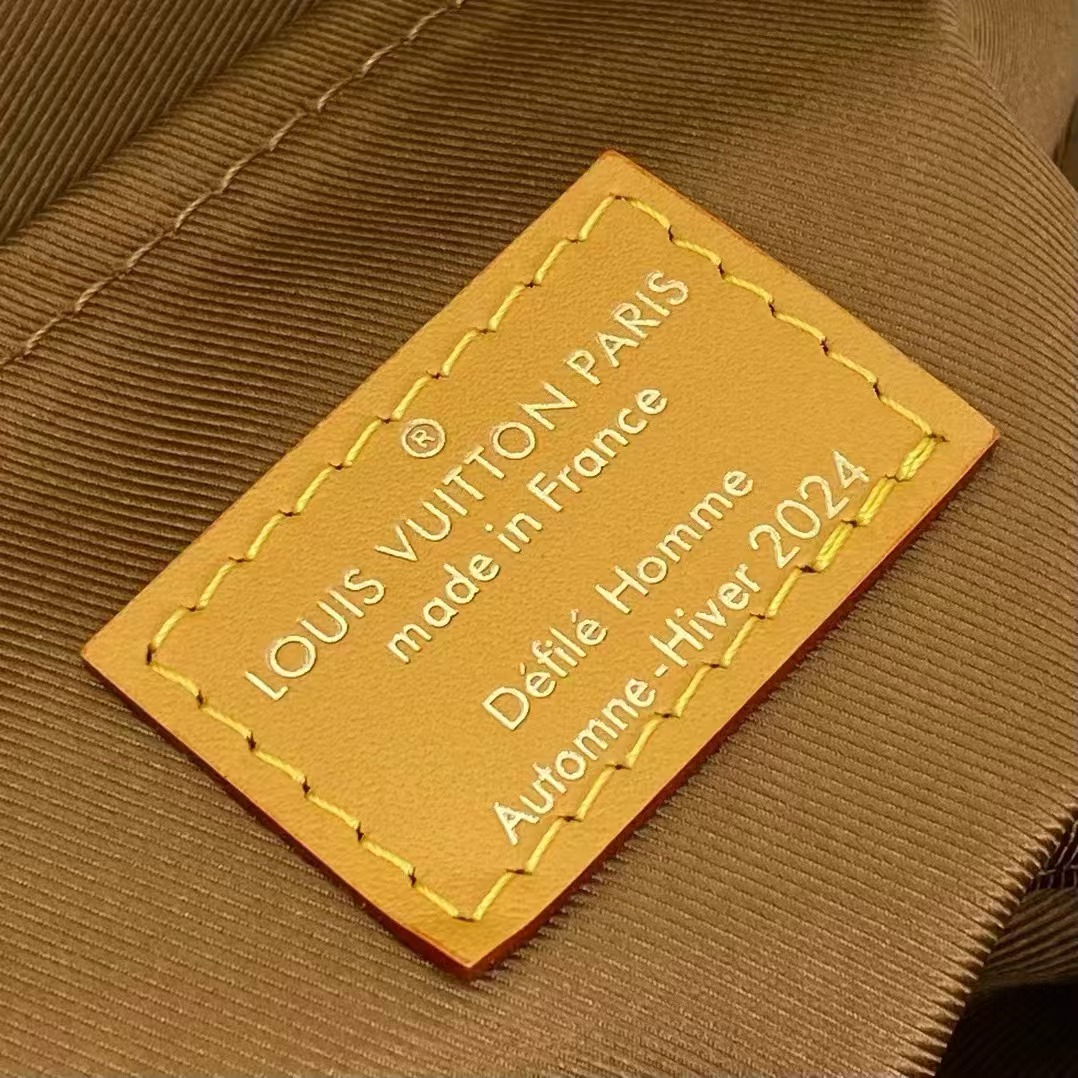 ®
LOUIS VUITTON PARIS
made in France
Défilé Homme
Automne-Hiver 2024